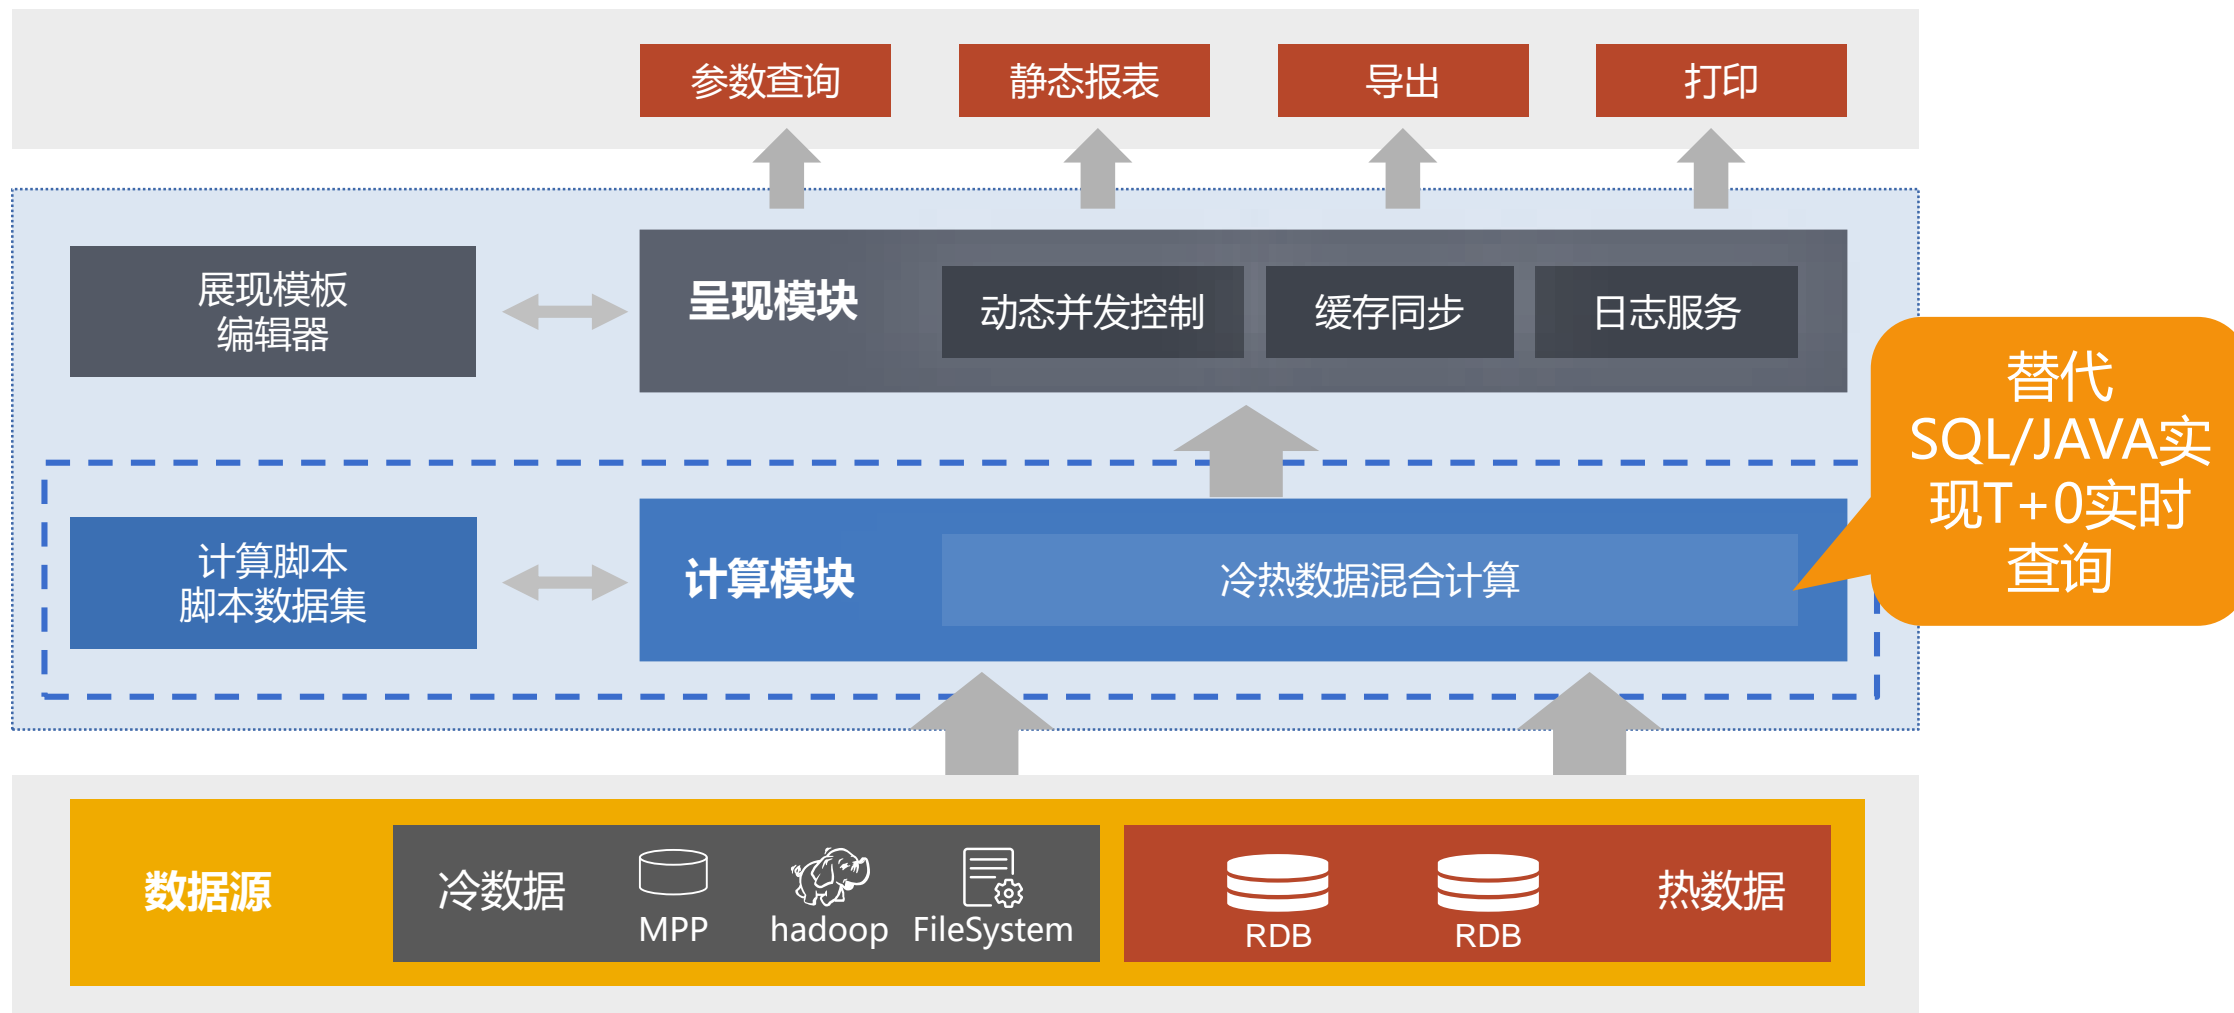 参数查询
静态报表
导出
打印
展现模板
编辑器
呈现模块
动态并发控制
缓存同步
日志服务
替代
SQL/JAVA实
现T+0实时
查询
计算脚本
脚本数据集
计算模块
冷热数据混合计算
数据源
冷数据
MPP
hadoop
FileSystem
RDB
RDB
热数据